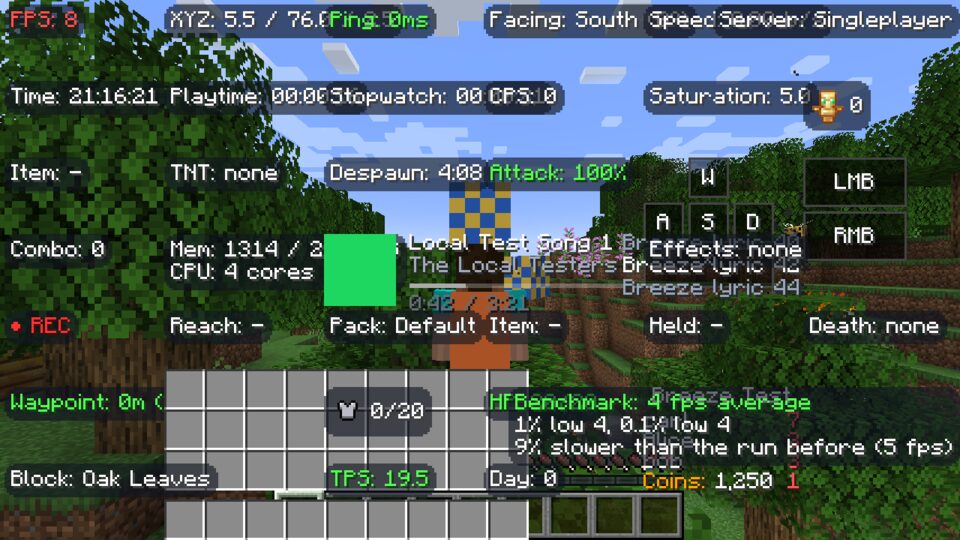 FPS: 8
XYZ: 5.5 / 76.
Ping: 0ms
Facing: South
Speed
Server: Singleplayer
Time: 21:16:21
Playtime: 00:00
Stopwatch: 00
CPS:
Saturation: 5.0
0
Item: -
TNT: none
Despawn: 4:08
Attack: 100%
W
LMB
A S D
RMB
Combo: 0
Mem: 1314 / 2
CPU: 4 cores
Local Test Song 1
The Local Testers
0:42 / 3:21
Breeze
Effects: none
Breeze lyric
Breeze lyric 44
REC
Reach: -
Pack: Default
Item: -
Held: -
Death: none
Waypoint: 0m (
0/20
Breeze Test
Benchmark: 4 fps average
1% low 4, 0.1% low 4
9% slower than the run before (5 fps)
Block: Oak Leaves
TPS: 19.5
Day: 0
Coins: 1,250
1